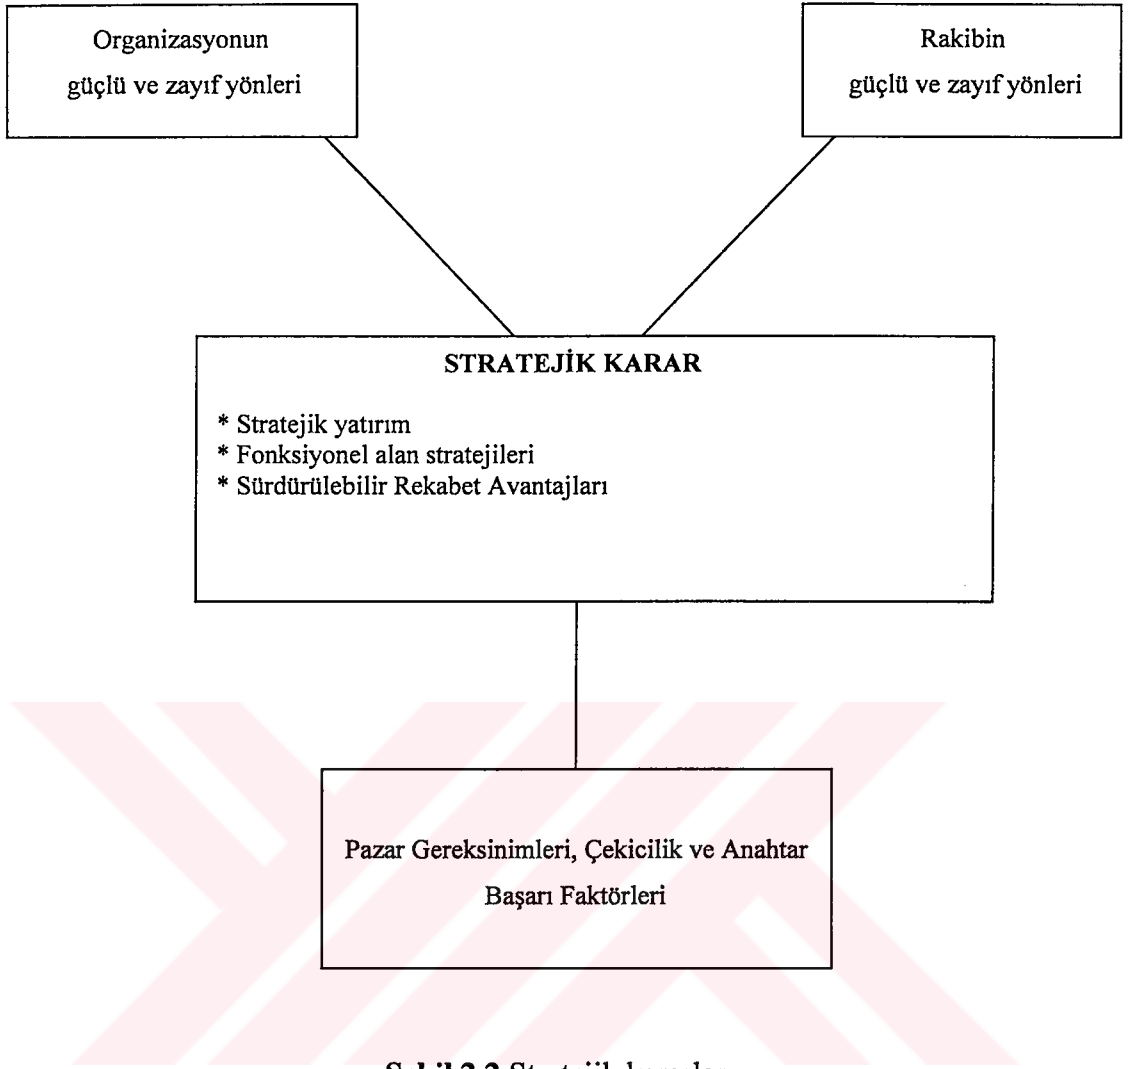 Organizasyonun
güçlü ve zayıf yönleri
Rakibin
güçlü ve zayıf yönleri
STRATEJİK KARAR
* Stratejik yatırım
* Fonksiyonel alan stratejileri
* Sürdürülebilir Rekabet Avantajları
Pazar Gereksinimleri, Çekicilik ve Anahtar
Başarı Faktörleri